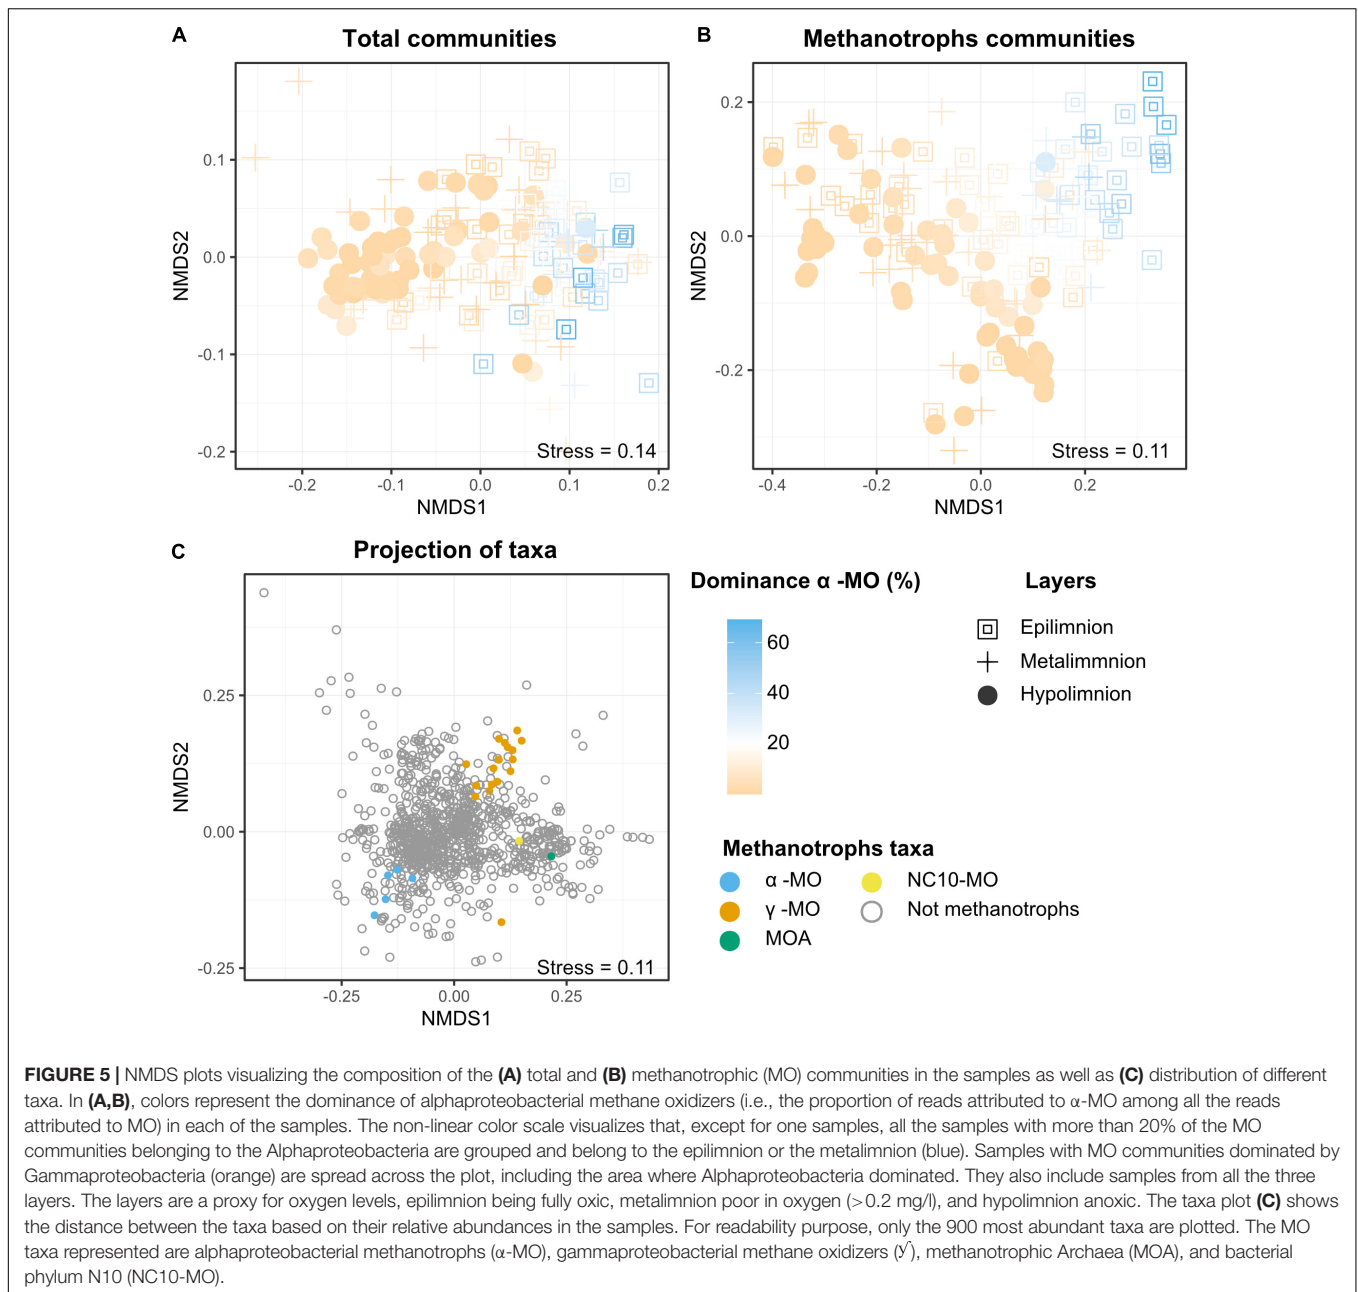 A
Total communities
NMDS2
0.1
0.0
-0.1
-0.2
Stress = 0.14
-0.2 -0.1 0.0 0.1 0.2
NMDS1
B
Methanotrophs communities
NMDS2
0.2
0.0
-0.2
Stress = 0.11
-0.4 -0.2 0.0 0.2
NMDS1
C
Projection of taxa
NMDS2
0.25
0.00
-0.25
Stress = 0.11
-0.25 0.00 0.25
NMDS1
Dominance α -MO (%)
60
40
20
Layers
Epilimnion
Metalimmnion
Hypolimnion
Methanotrophs taxa
α -MO
γ -MO
MOA
NC10-MO
Not methanotrophs
FIGURE 5 | NMDS plots visualizing the composition of the (A) total and (B) methanotrophic (MO) communities in the samples as well as (C) distribution of different
taxa. In (A,B), colors represent the dominance of alphaproteobacterial methane oxidizers (i.e., the proportion of reads attributed to α-MO among all the reads
attributed to MO) in each of the samples. The non-linear color scale visualizes that, except for one samples, all the samples with more than 20% of the MO
communities belonging to the Alphaproteobacteria are grouped and belong to the epilimnion or the metalimnion (blue). Samples with MO communities dominated by
Gammaproteobacteria (orange) are spread across the plot, including the area where Alphaproteobacteria dominated. They also include samples from all the three
layers. The layers are a proxy for oxygen levels, epilimnion being fully oxic, metalimnion poor in oxygen (>0.2 mg/l), and hypolimnion anoxic. The taxa plot (C) shows
the distance between the taxa based on their relative abundances in the samples. For readability purpose, only the 900 most abundant taxa are plotted. The MO
taxa represented are alphaproteobacterial methanotrophs (α-MO), gammaproteobacterial methane oxidizers (У), methanotrophic Archaea (MOA), and bacterial
phylum N10 (NC10-MO).